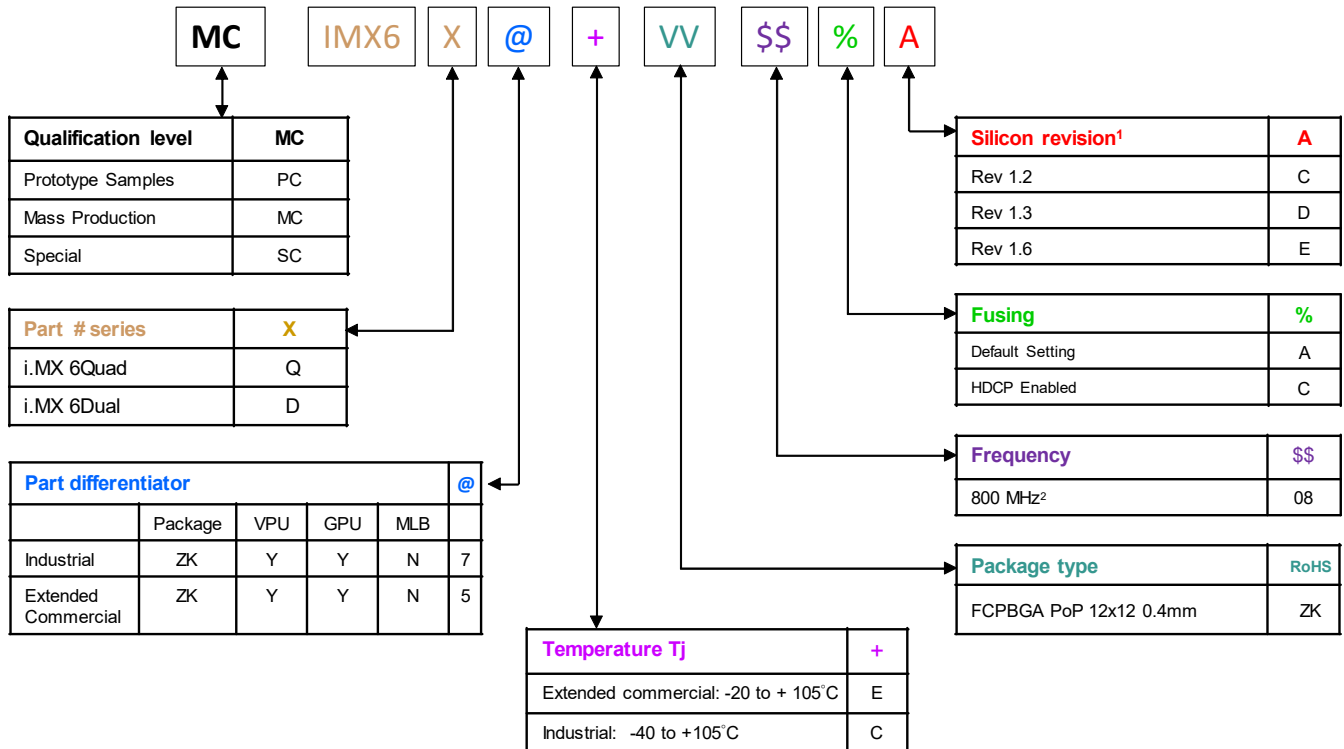 MC IMX6 X @ + VV $$ % A
Qualification level MC
Prototype Samples PC
Mass Production MC
Special SC
Part # series X
i.MX 6Quad Q
i.MX 6Dual D
Part differentiator @
Package VPU GPU MLB
Industrial ZK Y Y N 7
Extended
Commercial ZK Y Y N 5
Temperature Tj +
Extended commercial: -20 to + 105°C E
Industrial: -40 to +105°C C
Silicon revision¹ A
Rev 1.2 C
Rev 1.3 D
Rev 1.6 E
Fusing %
Default Setting A
HDCP Enabled C
Frequency $$
800 MHz² 08
Package type RoHS
FCPBGA PoP 12x12 0.4mm ZK